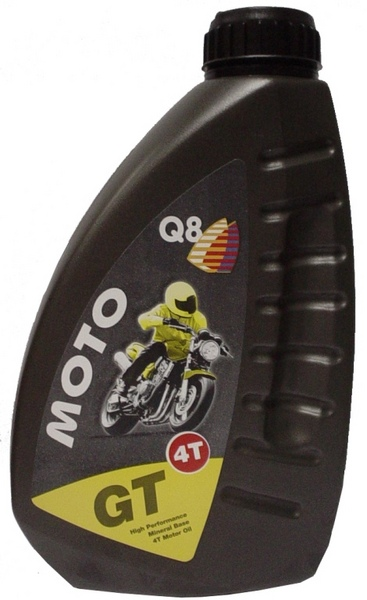 Q8
MOTO
4T
GT
High Performance
Mineral Base
4T Motor Oil